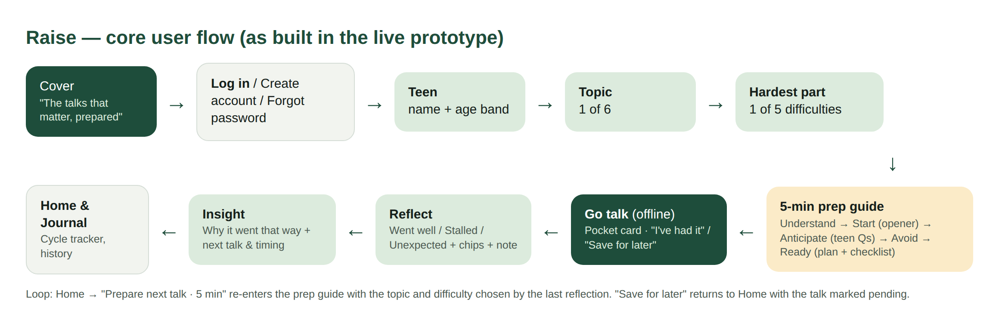 Raise — core user flow (as built in the live prototype)
Cover
"The talks that
matter, prepared"
→
Log in / Create
account / Forgot
password
→
Teen
name + age band
→
Topic
1 of 6
→
Hardest part
1 of 5 difficulties
↓
5-min prep guide
Understand → Start (opener) →
Anticipate (teen Qs) → Avoid →
Ready (plan + checklist)
←
Go talk (offline)
Pocket card · "I've had it" /
"Save for later"
←
Reflect
Went well / Stalled /
Unexpected + chips + note
←
Insight
Why it went that way +
next talk & timing
←
Home &
Journal
Cycle tracker,
history
Loop: Home → "Prepare next talk · 5 min" re-enters the prep guide with the topic and difficulty chosen by the last reflection. "Save for later" returns to Home with the talk marked pending.